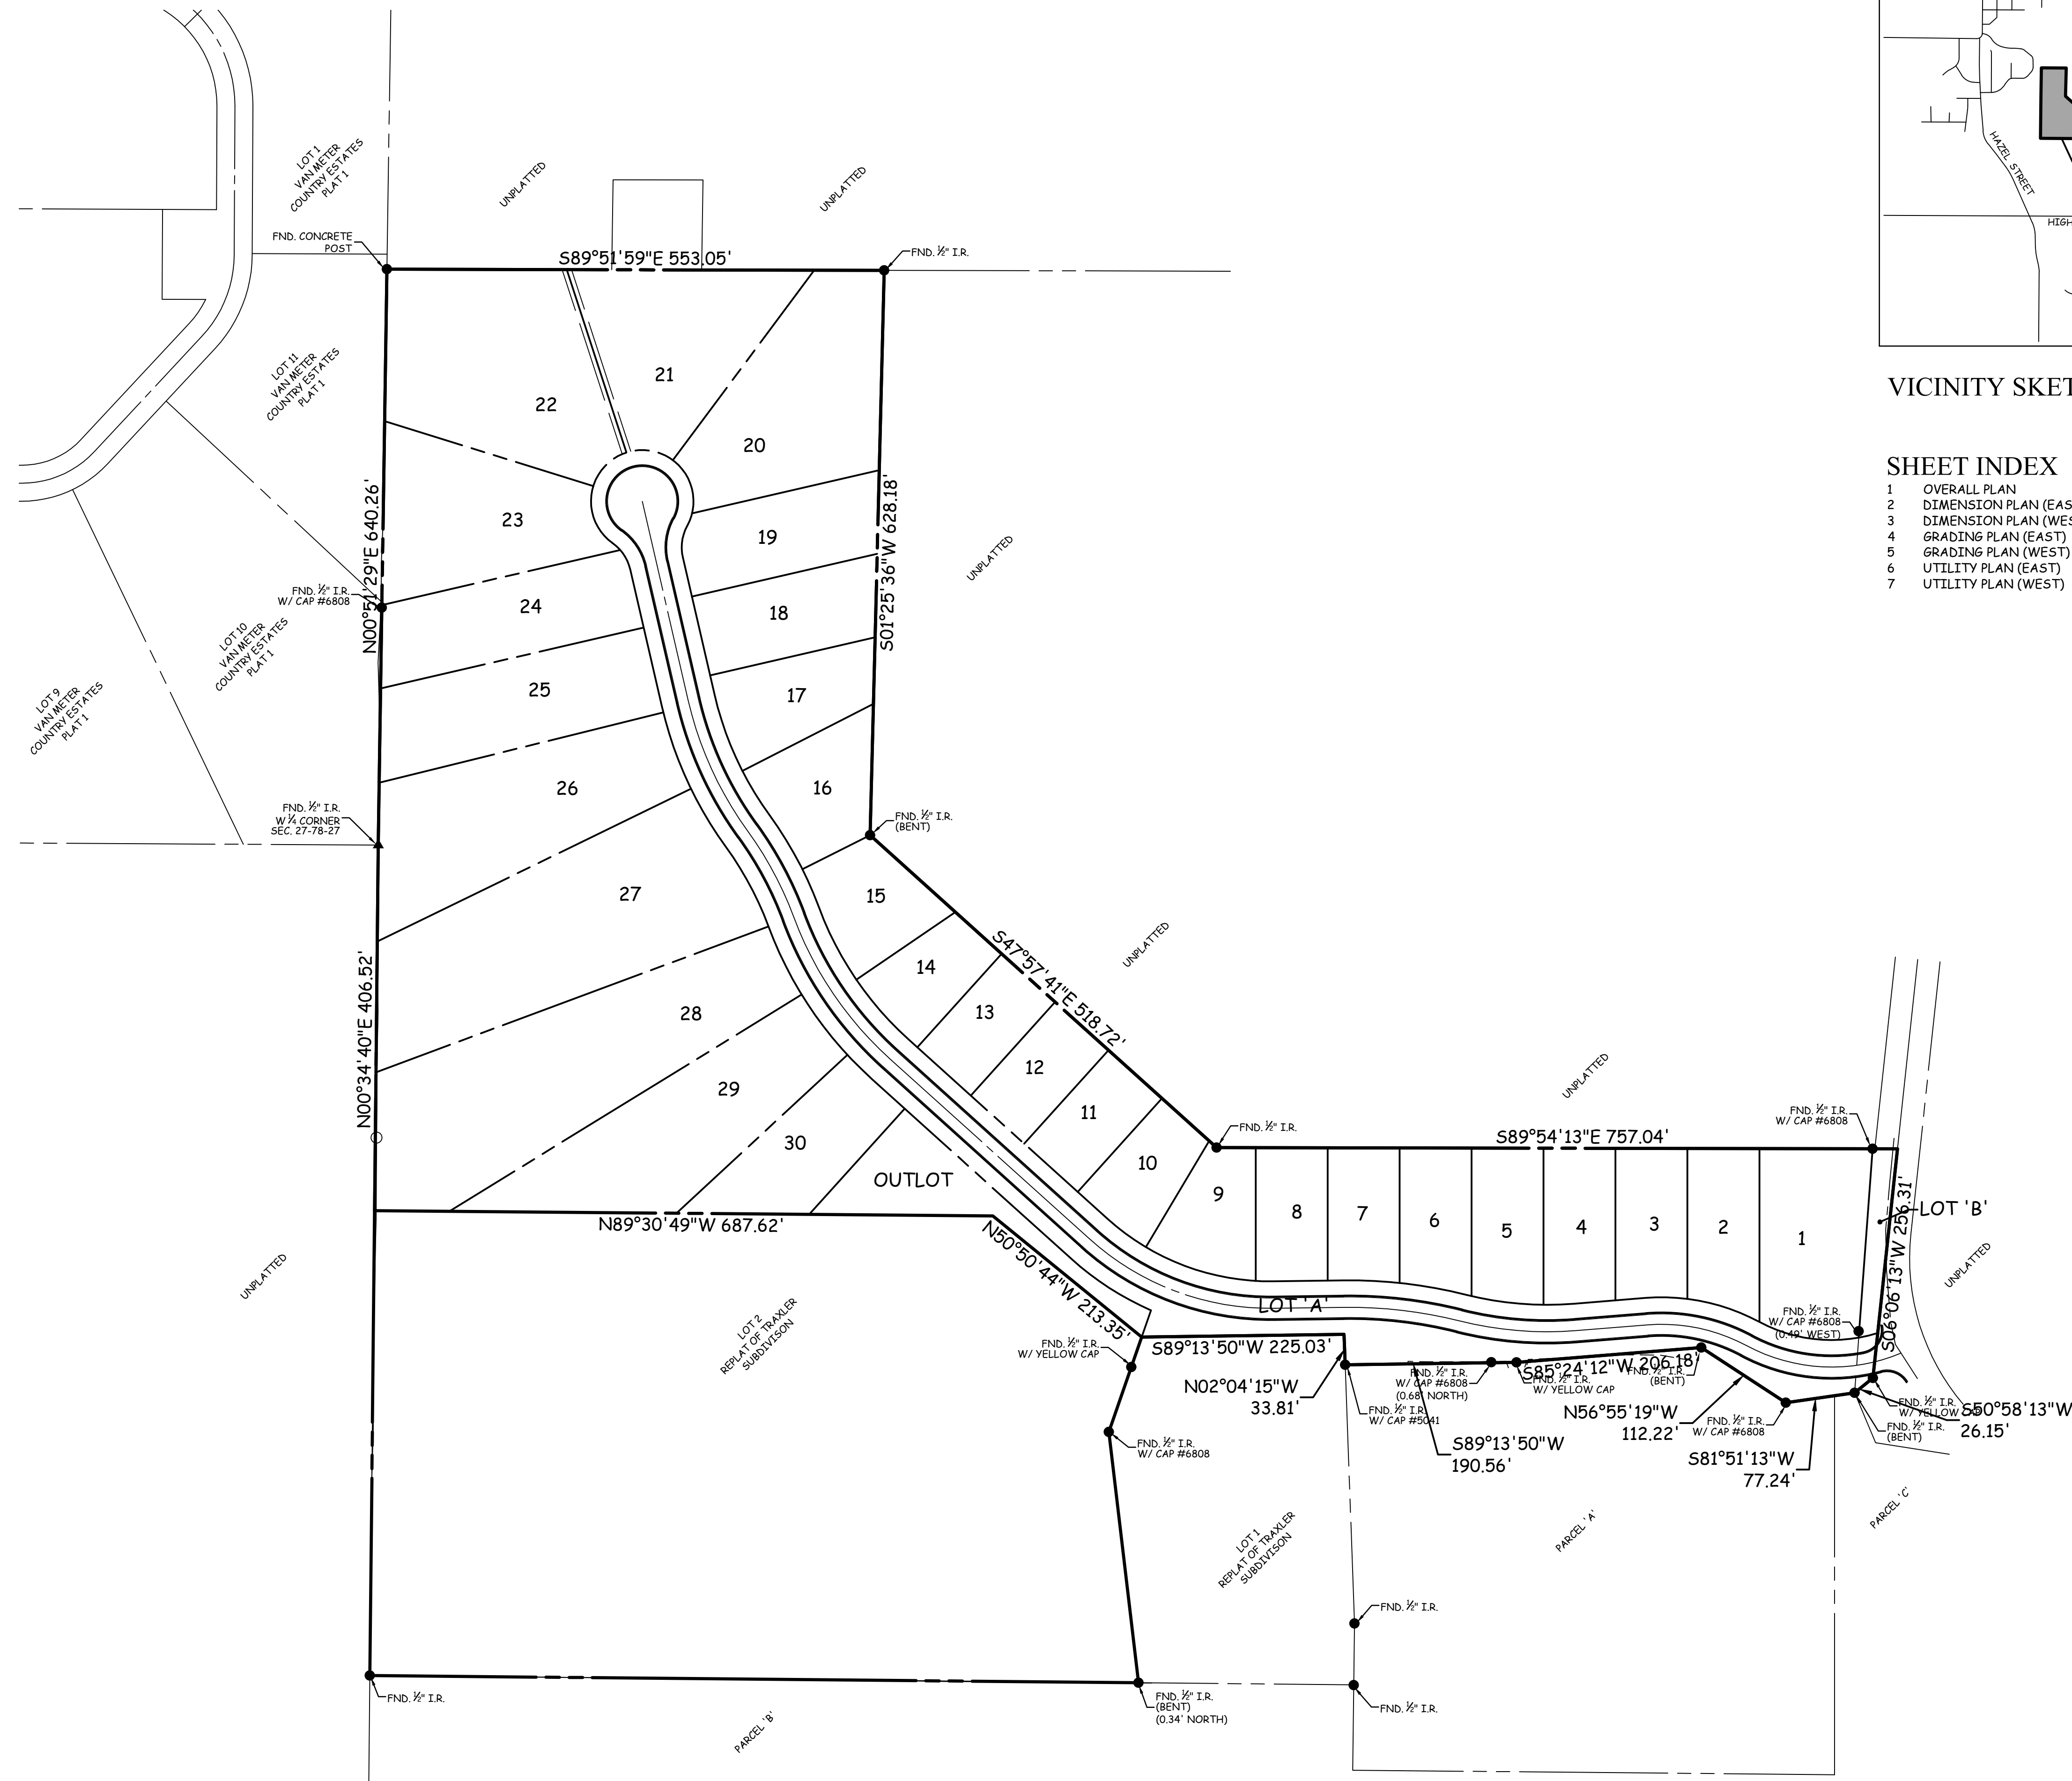 HAZEL STREET
HIGH
VICINITY SKET
SHEET INDEX
1 OVERALL PLAN
2 DIMENSION PLAN (EAS
3 DIMENSION PLAN (WES
4 GRADING PLAN (EAST)
5 GRADING PLAN (WEST)
6 UTILITY PLAN (EAST)
7 UTILITY PLAN (WEST)
LOT 1
VAN METER
COUNTRY ESTATES
PLAT 1
UNPLATTED
UNPLATTED
FND. CONCRETE
POST
S89°51'59"E 553.05'
FND. ½" I.R.
LOT 11
VAN METER
COUNTRY ESTATES
PLAT 1
21
22
20
N00°51'29"E 640.26'
S01°25'36"W 628.18'
23
19
UNPLATTED
FND. ½" I.R.
W/ CAP #6808
24
18
LOT 10
VAN METER
COUNTRY ESTATES
PLAT 1
25
17
LOT 9
VAN METER
COUNTRY ESTATES
PLAT 1
26
16
FND. ½" I.R.
W ¼ CORNER
SEC. 27-78-27
FND. ½" I.R.
(BENT)
27
15
UNPLATTED
S47°57'41"E 518.72'
14
N00°34'40"E 406.52'
28
13
12
29
11
UNPLATTED
30
10
FND. ½" I.R.
S89°54'13"E 757.04'
FND. ½" I.R.
W/ CAP #6808
OUTLOT
9
8
7
6
5
4
3
2
1
LOT 'B'
S06°06'13"W 256.31'
UNPLATTED
N89°30'49"W 687.62'
N50°50'44"W 213.35'
UNPLATTED
LOT 'A'
FND. ½" I.R.
W/ CAP #6808
(0.49' WEST)
LOT 2
REPLAT OF TRAXLER
SUBDIVISON
FND. ½" I.R.
W/ YELLOW CAP
S89°13'50"W 225.03'
N02°04'15"W
33.81'
FND. ½" I.R.
W/ CAP #6808
(0.68' NORTH)
S85°24'12"W 206.18'
FND. ½" I.R.
W/ YELLOW CAP
FND. ½" I.R.
(BENT)
FND. ½" I.R.
W/ CAP #5041
N56°55'19"W
112.22'
FND. ½" I.R.
W/ CAP #6808
FND. ½" I.R.
W/ YELLOW
S50°58'13"W
26.15'
FND. ½" I.R.
(BENT)
FND. ½" I.R.
W/ CAP #6808
S89°13'50"W
190.56'
S81°51'13"W
77.24'
LOT 1
REPLAT OF TRAXLER
SUBDIVISON
PARCEL 'A'
PARCEL 'C'
FND. ½" I.R.
FND. ½" I.R.
FND. ½" I.R.
(BENT)
(0.34' NORTH)
FND. ½" I.R.
PARCEL 'B'